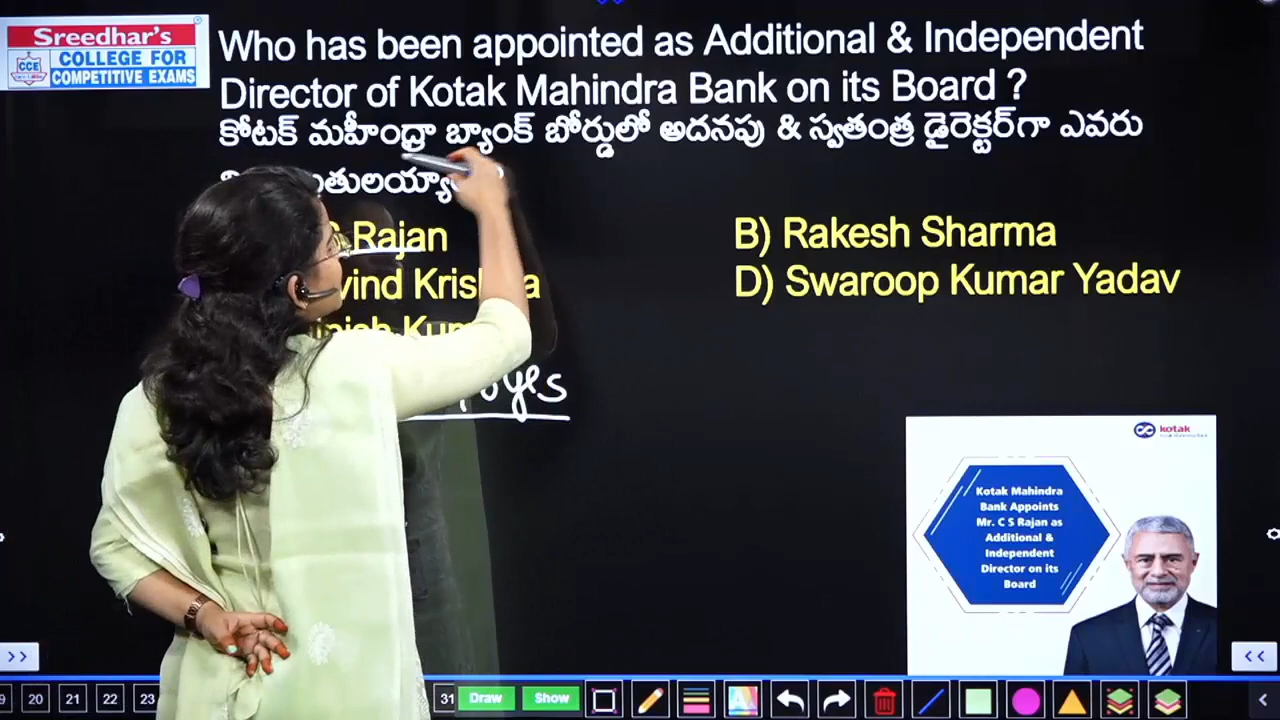 Sreedhar's
CCE
COLLEGE FOR
COMPETITIVE EXAMS
Who has been appointed as Additional & Independent
Director of Kotak Mahindra Bank on its Board ?
కోటక్ మహీంద్రా బ్యాంక్ బోర్డులో అదనపు & స్వతంత్ర డైరెక్టర్‌గా ఎవరు
Rajan
B) Rakesh Sharma
D) Swaroop Kumar Yadav
kotak
Kotak Mahindra
Bank Appoints
Mr. C S Rajan as
Additional &
Independent
Director on its
Board
>>
<<
20 21 22 23 31 Draw Show